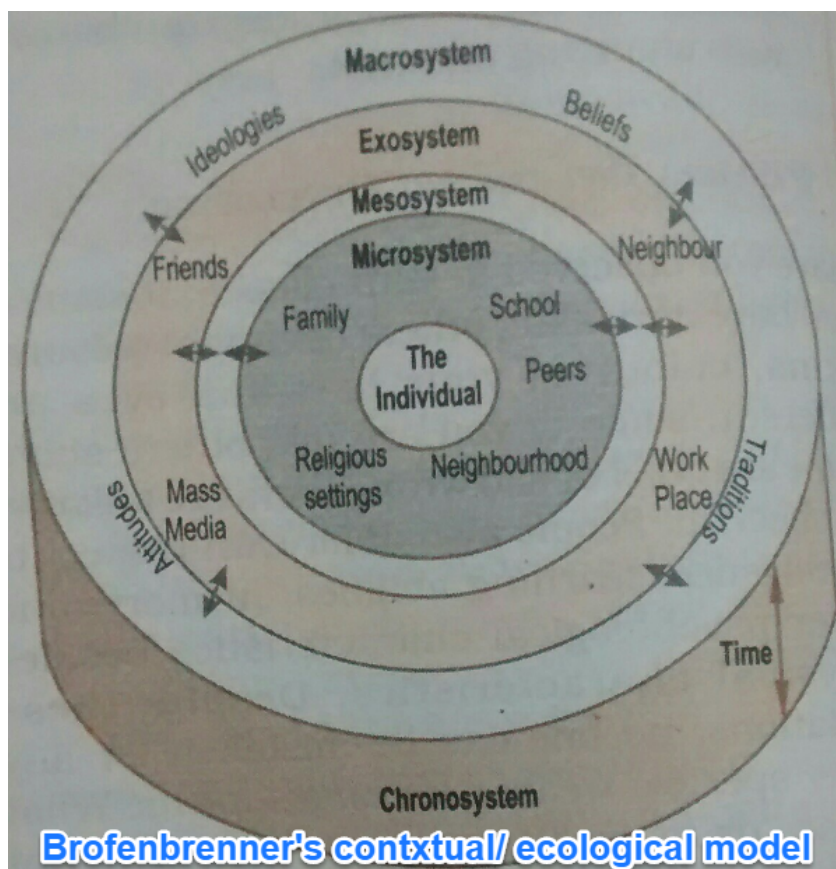 Macrosystem
Ideologies
Beliefs
Exosystem
Mesosystem
Friends
Neighbour
Microsystem
Family
School
The
Individual
Peers
Religious
settings
Neighbourhood
Mass
Media
Work
Place
Attitudes
Traditions
Time
Chronosystem
Brofenbrenner's contxtual/ ecological model